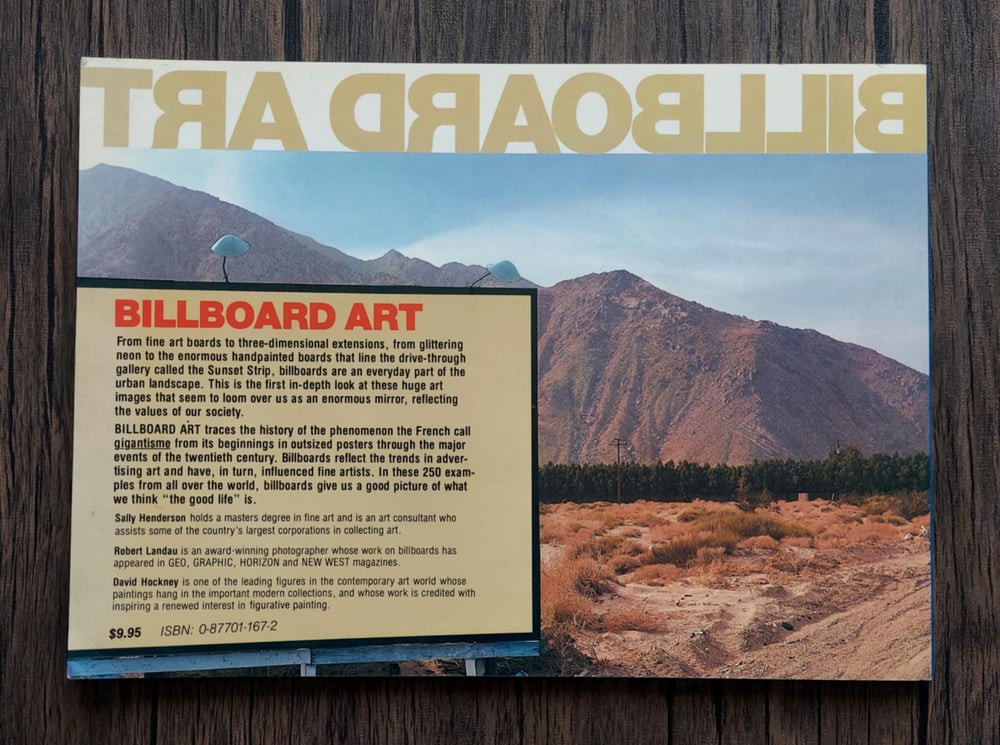 BILLBOARD ART
BILLBOARD ART
From fine art boards to three-dimensional extensions, from glittering
neon to the enormous handpainted boards that line the drive-through
gallery called the Sunset Strip, billboards are an everyday part of the
urban landscape. This is the first in-depth look at these huge art
images that seem to loom over us as an enormous mirror, reflecting
the values of our society.
BILLBOARD ART traces the history of the phenomenon the French call
gigantisme from its beginnings in outsized posters through the major
events of the twentieth century. Billboards reflect the trends in adver-
tising art and have, in turn, influenced fine artists. In these 250 exam-
ples from all over the world, billboards give us a good picture of what
we think "the good life" is.
Sally Henderson holds a masters degree in fine art and is an art consultant who
assists some of the country's largest corporations in collecting art.
Robert Landau is an award-winning photographer whose work on billboards has
appeared in GEO, GRAPHIC, HORIZON and NEW WEST magazines.
David Hockney is one of the leading figures in the contemporary art world whose
paintings hang in the important modern collections, and whose work is credited with
inspiring a renewed interest in figurative painting.
$9.95 ISBN: 0-87701-167-2